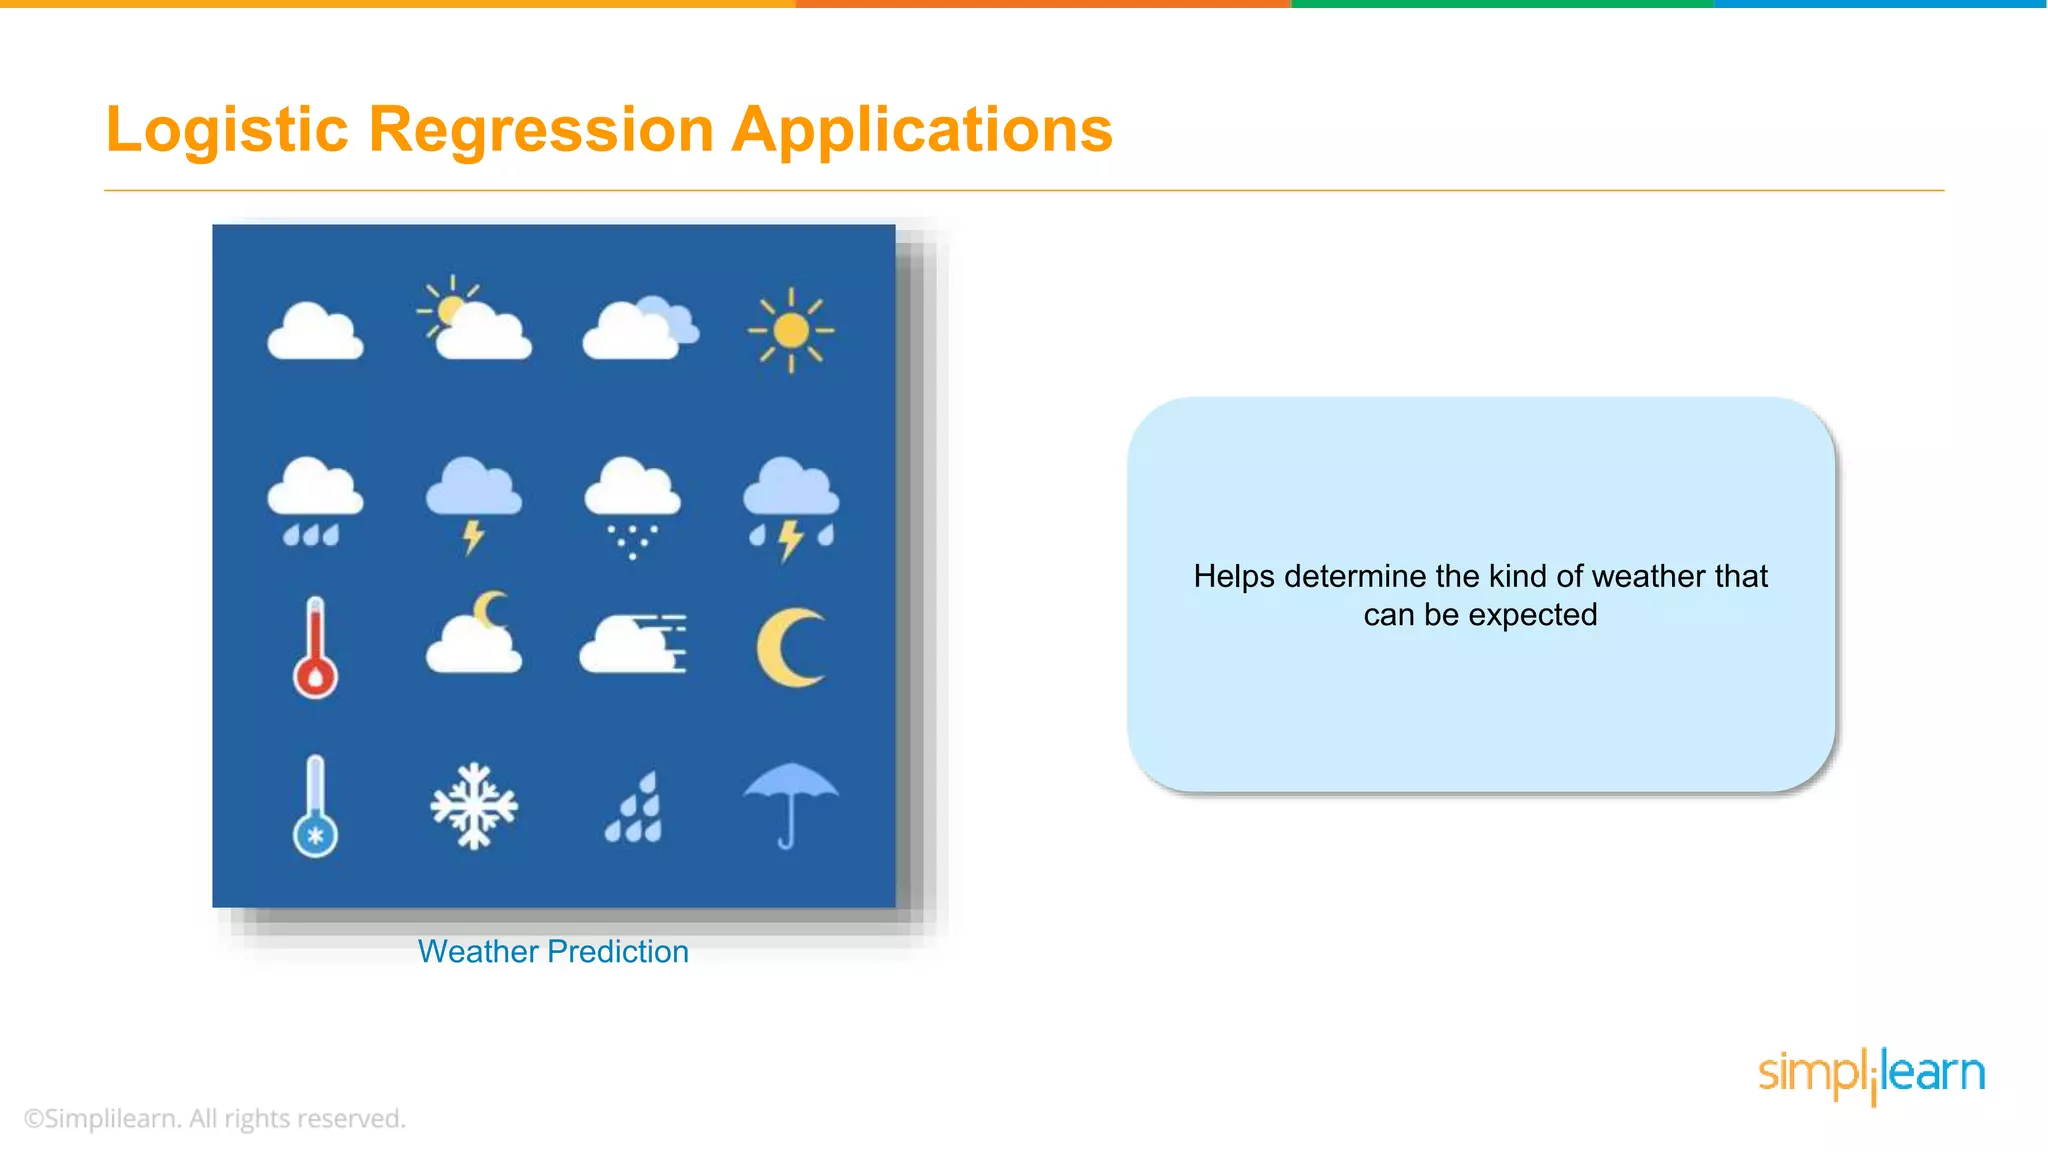 Logistic Regression Applications
Helps determine the kind of weather that
can be expected
Weather Prediction
simplilearn
©Simplilearn. All rights reserved.